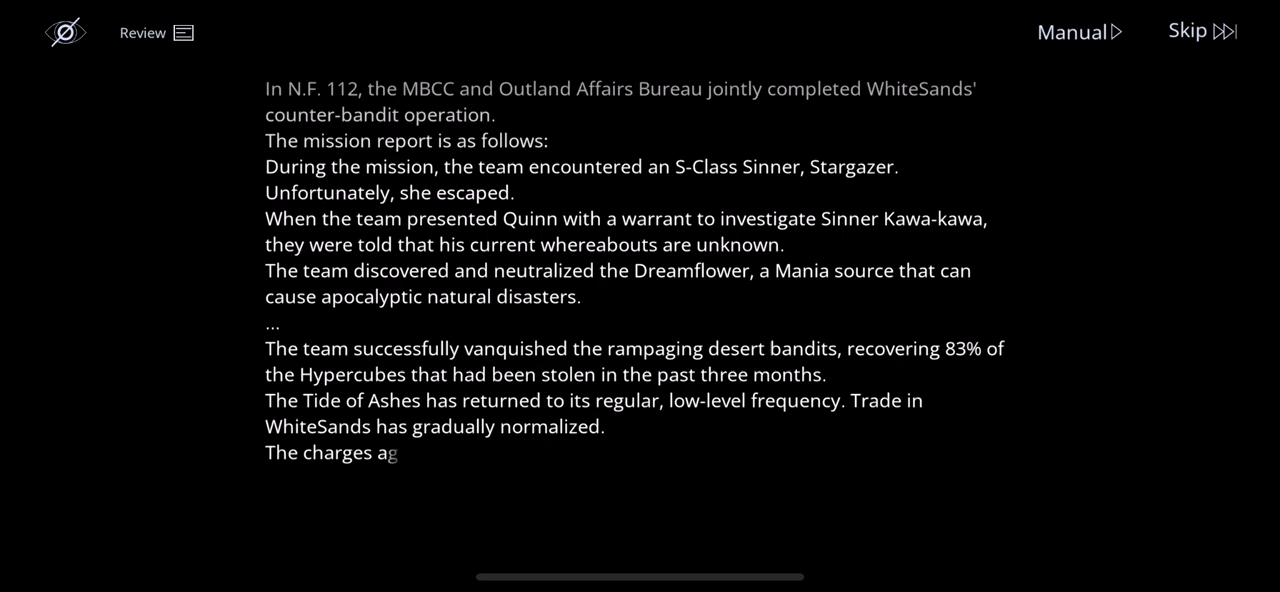 Review
Manual
Skip
In N.F. 112, the MBCC and Outland Affairs Bureau jointly completed WhiteSands'
counter-bandit operation.
The mission report is as follows:
During the mission, the team encountered an S-Class Sinner, Stargazer.
Unfortunately, she escaped.
When the team presented Quinn with a warrant to investigate Sinner Kawa-kawa,
they were told that his current whereabouts are unknown.
The team discovered and neutralized the Dreamflower, a Mania source that can
cause apocalyptic natural disasters.
...
The team successfully vanquished the rampaging desert bandits, recovering 83% of
the Hypercubes that had been stolen in the past three months.
The Tide of Ashes has returned to its regular, low-level frequency. Trade in
WhiteSands has gradually normalized.
The charges ag